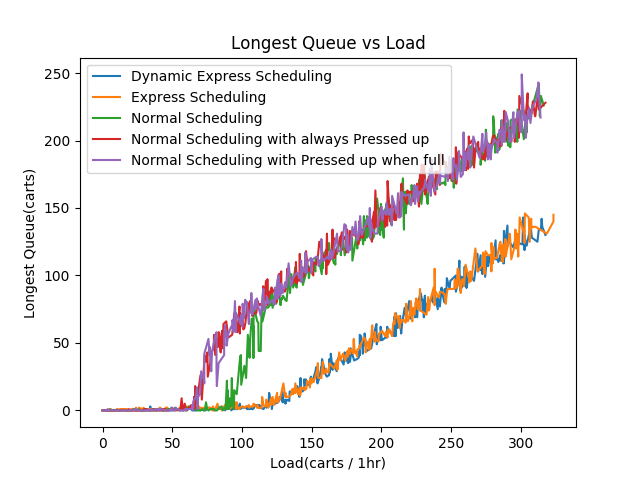 Longest Queue vs Load
Dynamic Express Scheduling
Express Scheduling
Normal Scheduling
Normal Scheduling with always Pressed up
Normal Scheduling with Pressed up when full
250
200
150
100
50
0
Longest Queue(carts)
0 50 100 150 200 250 300
Load(carts / 1hr)